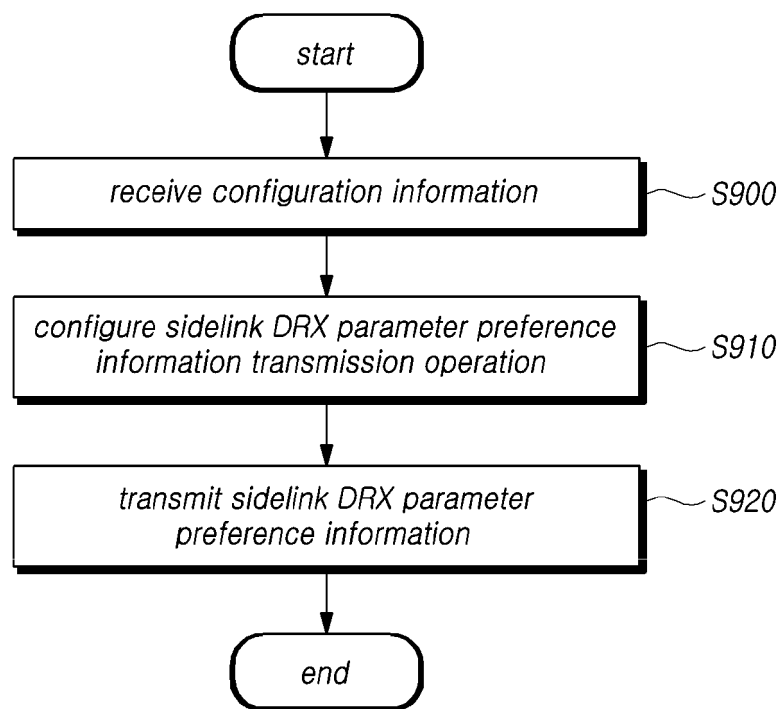 start
receive configuration information
S900
configure sidelink DRX parameter preference
information transmission operation
S910
transmit sidelink DRX parameter
preference information
S920
end